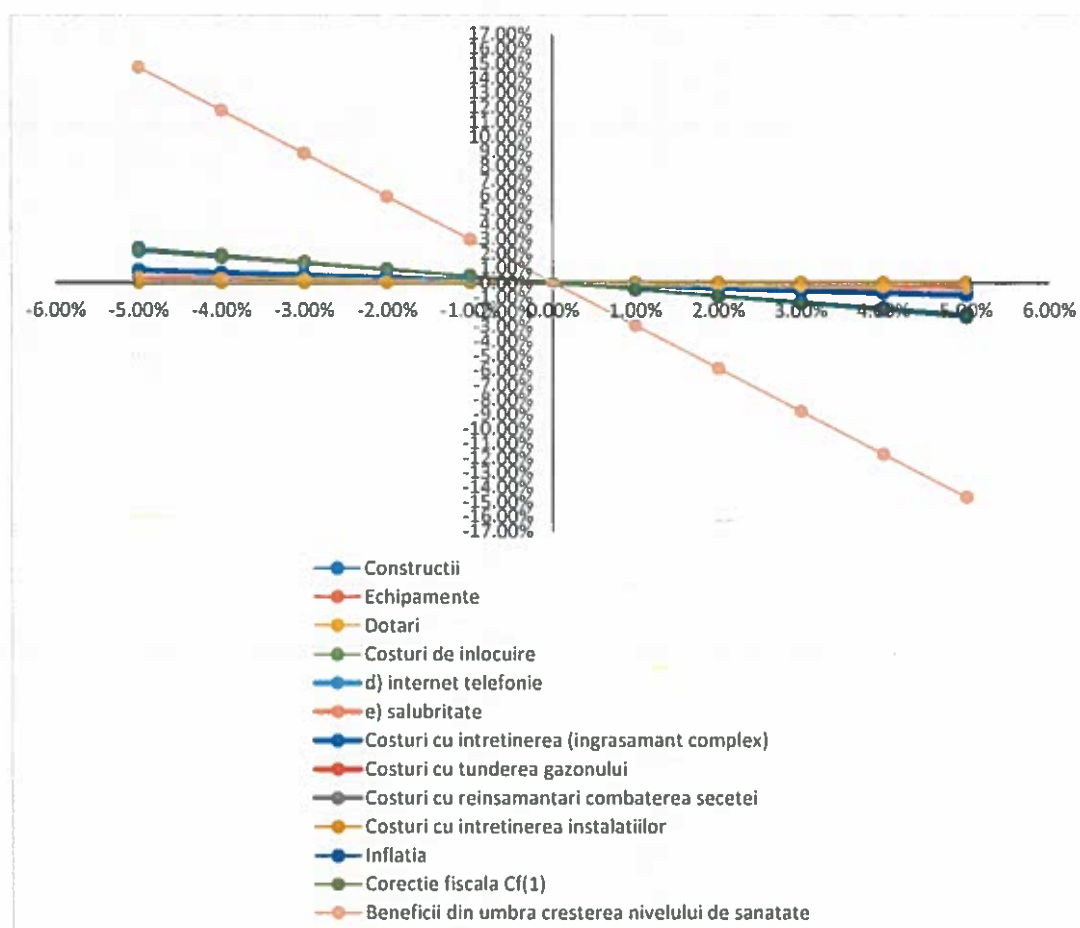 17.00%
16.00%
15.00%
14.00%
13.00%
12.00%
11.00%
10.00%
9.00%
8.00%
7.00%
6.00%
5.00%
4.00%
3.00%
2.00%
1.00%
0.00%
-6.00% -5.00% -4.00% -3.00% -2.00% -1.00% 0.00% 1.00% 2.00% 3.00% 4.00% 5.00% 6.00%
-3.00%
-4.00%
-5.00%
-6.00%
-7.00%
-8.00%
-9.00%
-10.00%
-11.00%
-12.00%
-13.00%
-14.00%
-15.00%
-16.00%
-17.00%
Constructii
Echipamente
Dotari
Costuri de inlocuire
d) internet telefonie
e) salubritate
Costuri cu intretinerea (ingrasamant complex)
Costuri cu tunderea gazonului
Costuri cu reinsamantari combaterea secetei
Costuri cu intretinerea instalatiilor
Inflatia
Corectie fiscala Cf(1)
Beneficii din umbra cresterea nivelului de sanatate